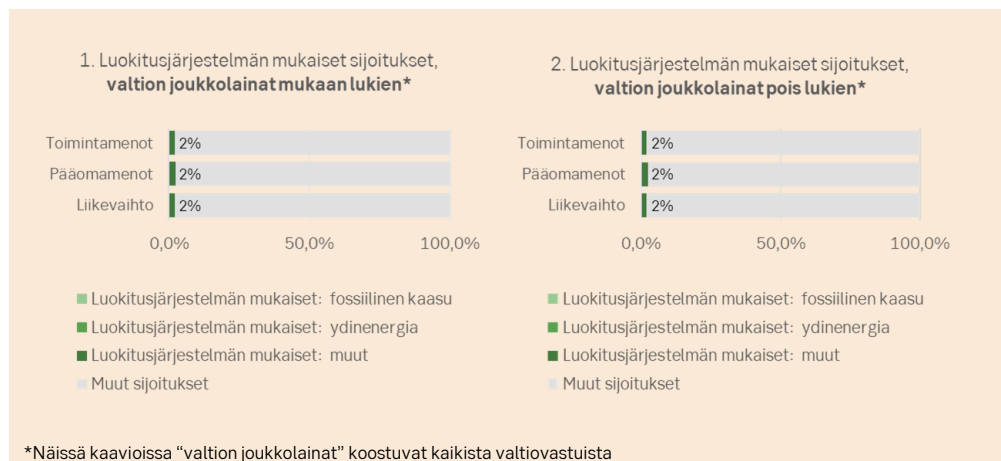 1. Luokitusjärjestelmän mukaiset sijoitukset,
valtion joukkolainat mukaan lukien*
Toimintamenot 2%
Pääomamenot 2%
Liikevaihto 2%
0,0% 50,0% 100,0%
Luokitusjärjestelmän mukaiset: fossiilinen kaasu
Luokitusjärjestelmän mukaiset: ydinenergia
Luokitusjärjestelmän mukaiset: muut
Muut sijoitukset
2. Luokitusjärjestelmän mukaiset sijoitukset,
valtion joukkolainat pois lukien*
Toimintamenot 2%
Pääomamenot 2%
Liikevaihto 2%
0,0% 50,0% 100,0%
Luokitusjärjestelmän mukaiset: fossiilinen kaasu
Luokitusjärjestelmän mukaiset: ydinenergia
Luokitusjärjestelmän mukaiset: muut
Muut sijoitukset
*Näissä kaavioissa “valtion joukkolainat” koostuvat kaikista valtiovastuista